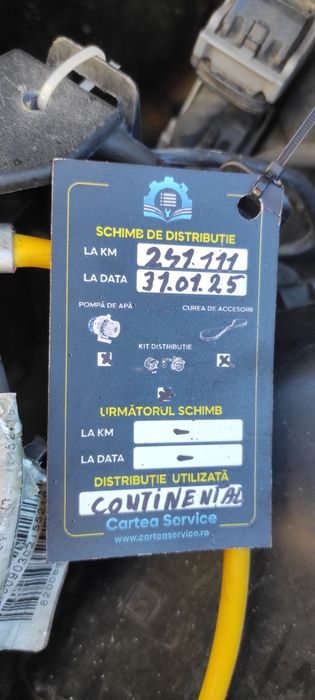 SCHIMB DE DISTRIBUȚIE
LA KM 241.111
LA DATA 31.01.25
POMPĂ DE APĂ CUREA DE ACCESORII
KIT DISTRIBUȚIE
URMĂTORUL SCHIMB
LA KM -
LA DATA -
DISTRIBUȚIE UTILIZATĂ
CONTINENTAL
Cartea Service
www.carteaservice.ro